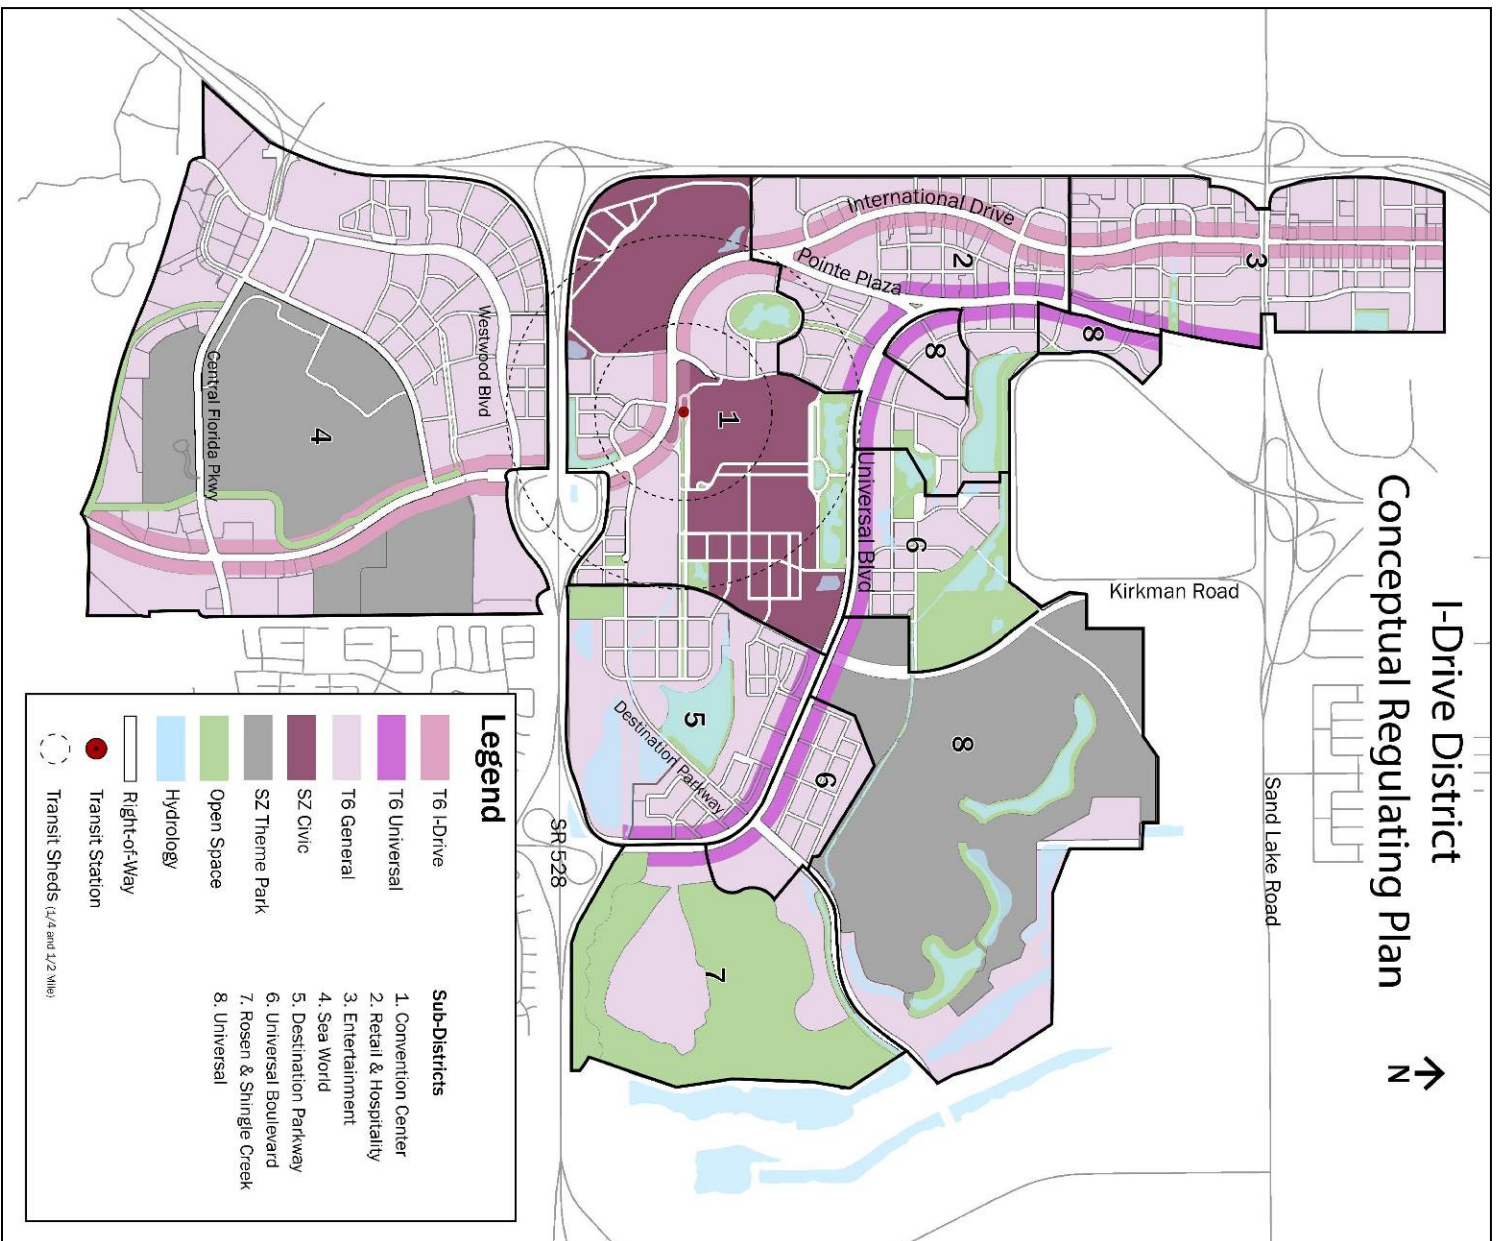 I-Drive District
Conceptual Regulating Plan
N
International Drive
Pointe Plaza
2
3
8
8
Westwood Blvd
Central Florida Pkwy
4
1
Universal Blvd
6
Kirkman Road
Sand Lake Road
5
Destination Parkway
6
8
7
SR 528
Legend
T6 I-Drive
T6 Universal
T6 General
SZ Civic
SZ Theme Park
Open Space
Hydrology
Right-of-Way
Transit Station
Transit Sheds (1/4 and 1/2 Mile)
Sub-Districts
1. Convention Center
2. Retail & Hospitality
3. Entertainment
4. Sea World
5. Destination Parkway
6. Universal Boulevard
7. Rosen & Shingle Creek
8. Universal